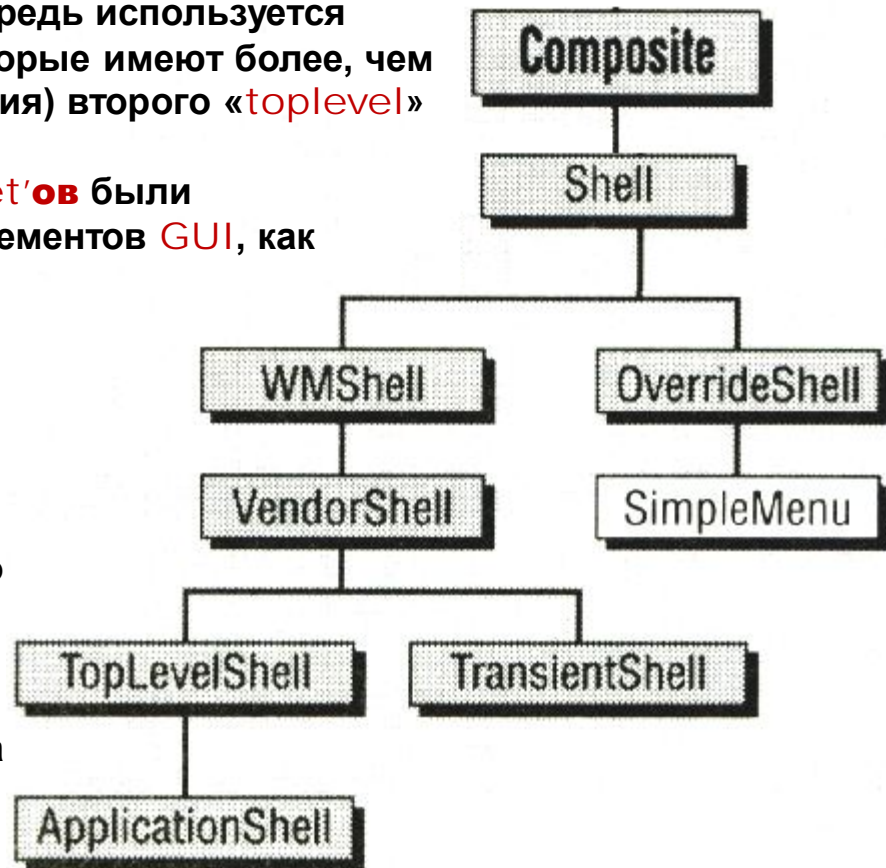 редь используется
орые имеют более, чем
ия) второго «toplevel»
et'ов были
ементов GUI, как
Composite
Shell
WMShell
OverrideShell
VendorShell
SimpleMenu
TopLevelShell
TransientShell
ApplicationShell